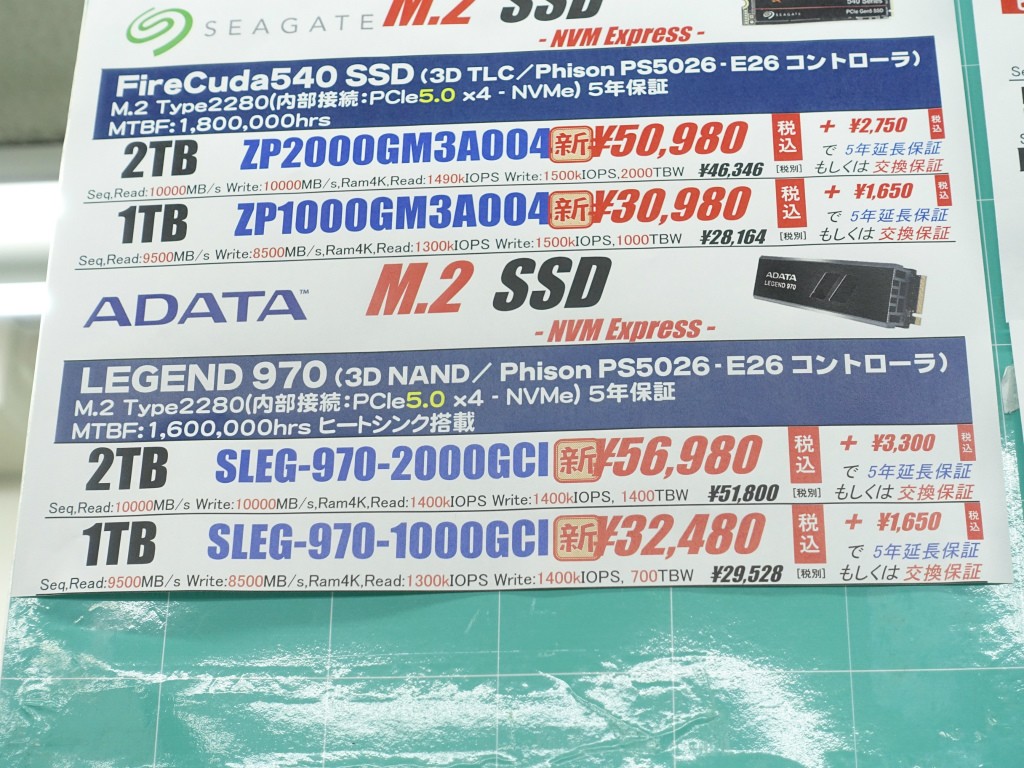 SEAGATE M.2 SSD
- NVM Express -
FireCuda540 SSD (3D TLC/Phison PS5026-E26 コントローラ)
M.2 Type2280(内部接続:PCIe5.0 x4 - NVMe) 5年保証
MTBF:1,800,000hrs
2TB ZP2000GM3A004 新 ¥50,980 税込 + ¥2,750 税込
で 5年延長保証
Seq,Read:10000MB/s Write:10000MB/s,Ram4K,Read:1490kIOPS Write:1500kIOPS,2000TBW ¥46,346 [税別] もしくは 交換保証
1TB ZP1000GM3A004 新 ¥30,980 税込 + ¥1,650 税込
で 5年延長保証
Seq,Read:9500MB/s Write:8500MB/s,Ram4K,Read:1300kIOPS Write:1500kIOPS,1000TBW ¥28,164 [税別] もしくは 交換保証
ADATA™ M.2 SSD
- NVM Express -
ADATA
LEGEND 970
LEGEND 970 (3D NAND/ Phison PS5026-E26 コントローラ)
M.2 Type2280(内部接続:PCIe5.0 x4 - NVMe) 5年保証
MTBF:1,600,000hrs ヒートシンク搭載
2TB SLEG-970-2000GCI 新 ¥56,980 税込 + ¥3,300 税込
で 5年延長保証
Seq,Read:10000MB/s Write:10000MB/s,Ram4K,Read:1400kIOPS Write:1400kIOPS, 1400TBW ¥51,800 [税別] もしくは 交換保証
1TB SLEG-970-1000GCI 新 ¥32,480 税込 + ¥1,650 税込
で 5年延長保証
Seq,Read:9500MB/s Write:8500MB/s,Ram4K,Read:1300kIOPS Write:1400kIOPS, 700TBW ¥29,528 [税別] もしくは 交換保証